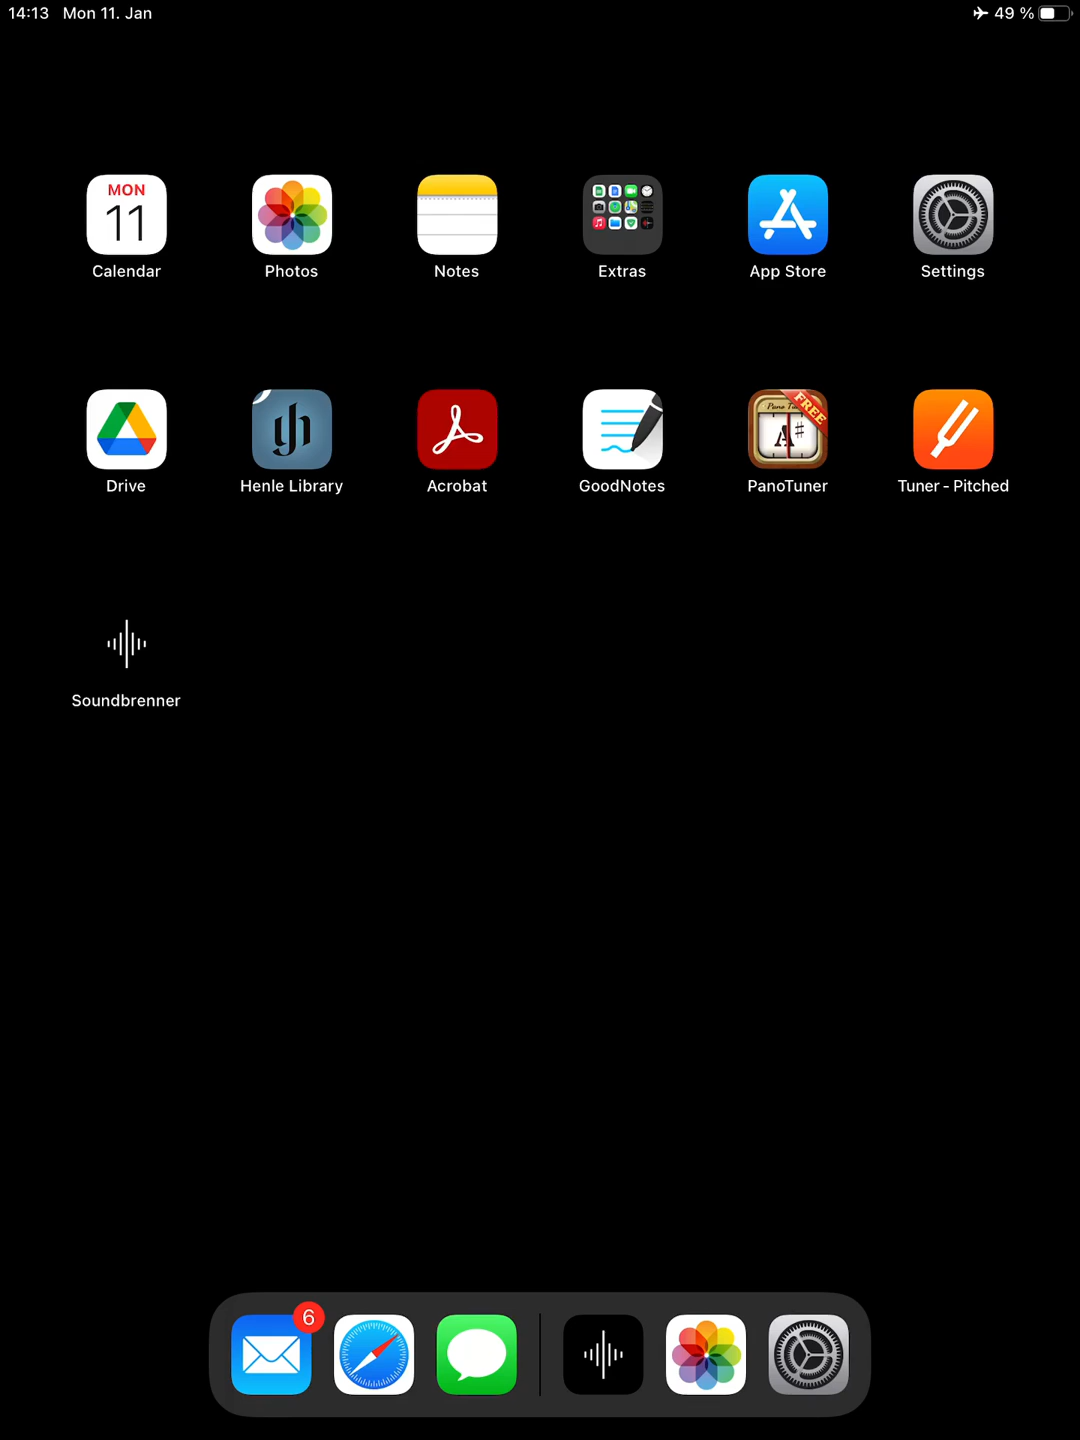 14:13 Mon 11. Jan
49 %
MON
11
Calendar
Photos
Notes
Extras
App Store
Settings
FREE
A#
Drive
Henle Library
Acrobat
GoodNotes
PanoTuner
Tuner - Pitched
Soundbrenner
6